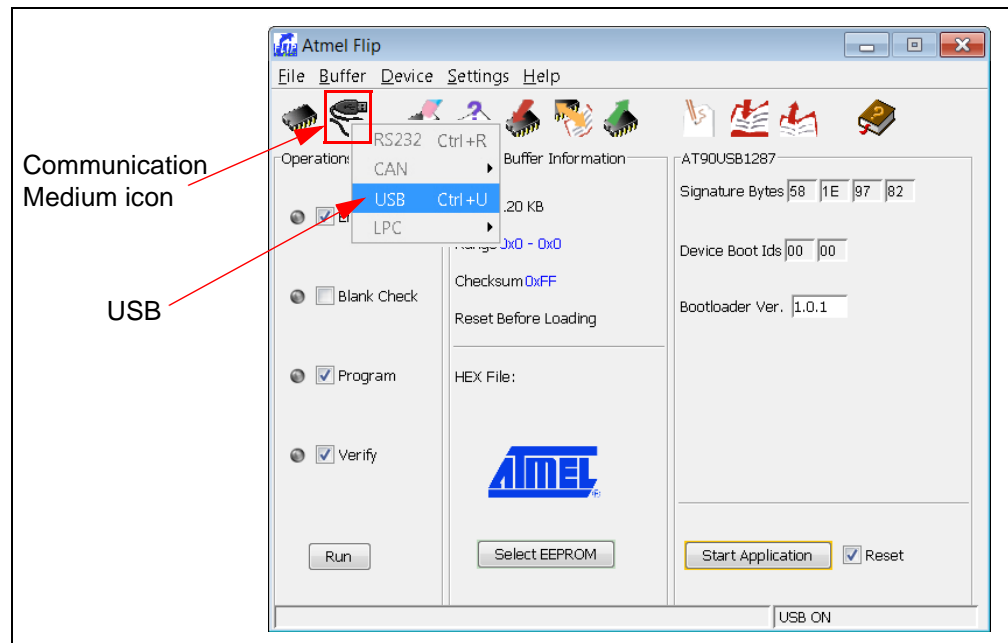 Atmel Flip
File Buffer Device Settings Help
RS232 Ctrl+R
CAN
USB Ctrl+U
LPC
Communication
Medium icon
USB
Buffer Information
.20 KB
0x0 - 0x0
Checksum 0xFF
Reset Before Loading
HEX File:
Blank Check
Program
Verify
Run
ATMEL
Select EEPROM
AT90USB1287
Signature Bytes 58 1E 97 82
Device Boot Ids 00 00
Bootloader Ver. 1.0.1
Start Application Reset
USB ON